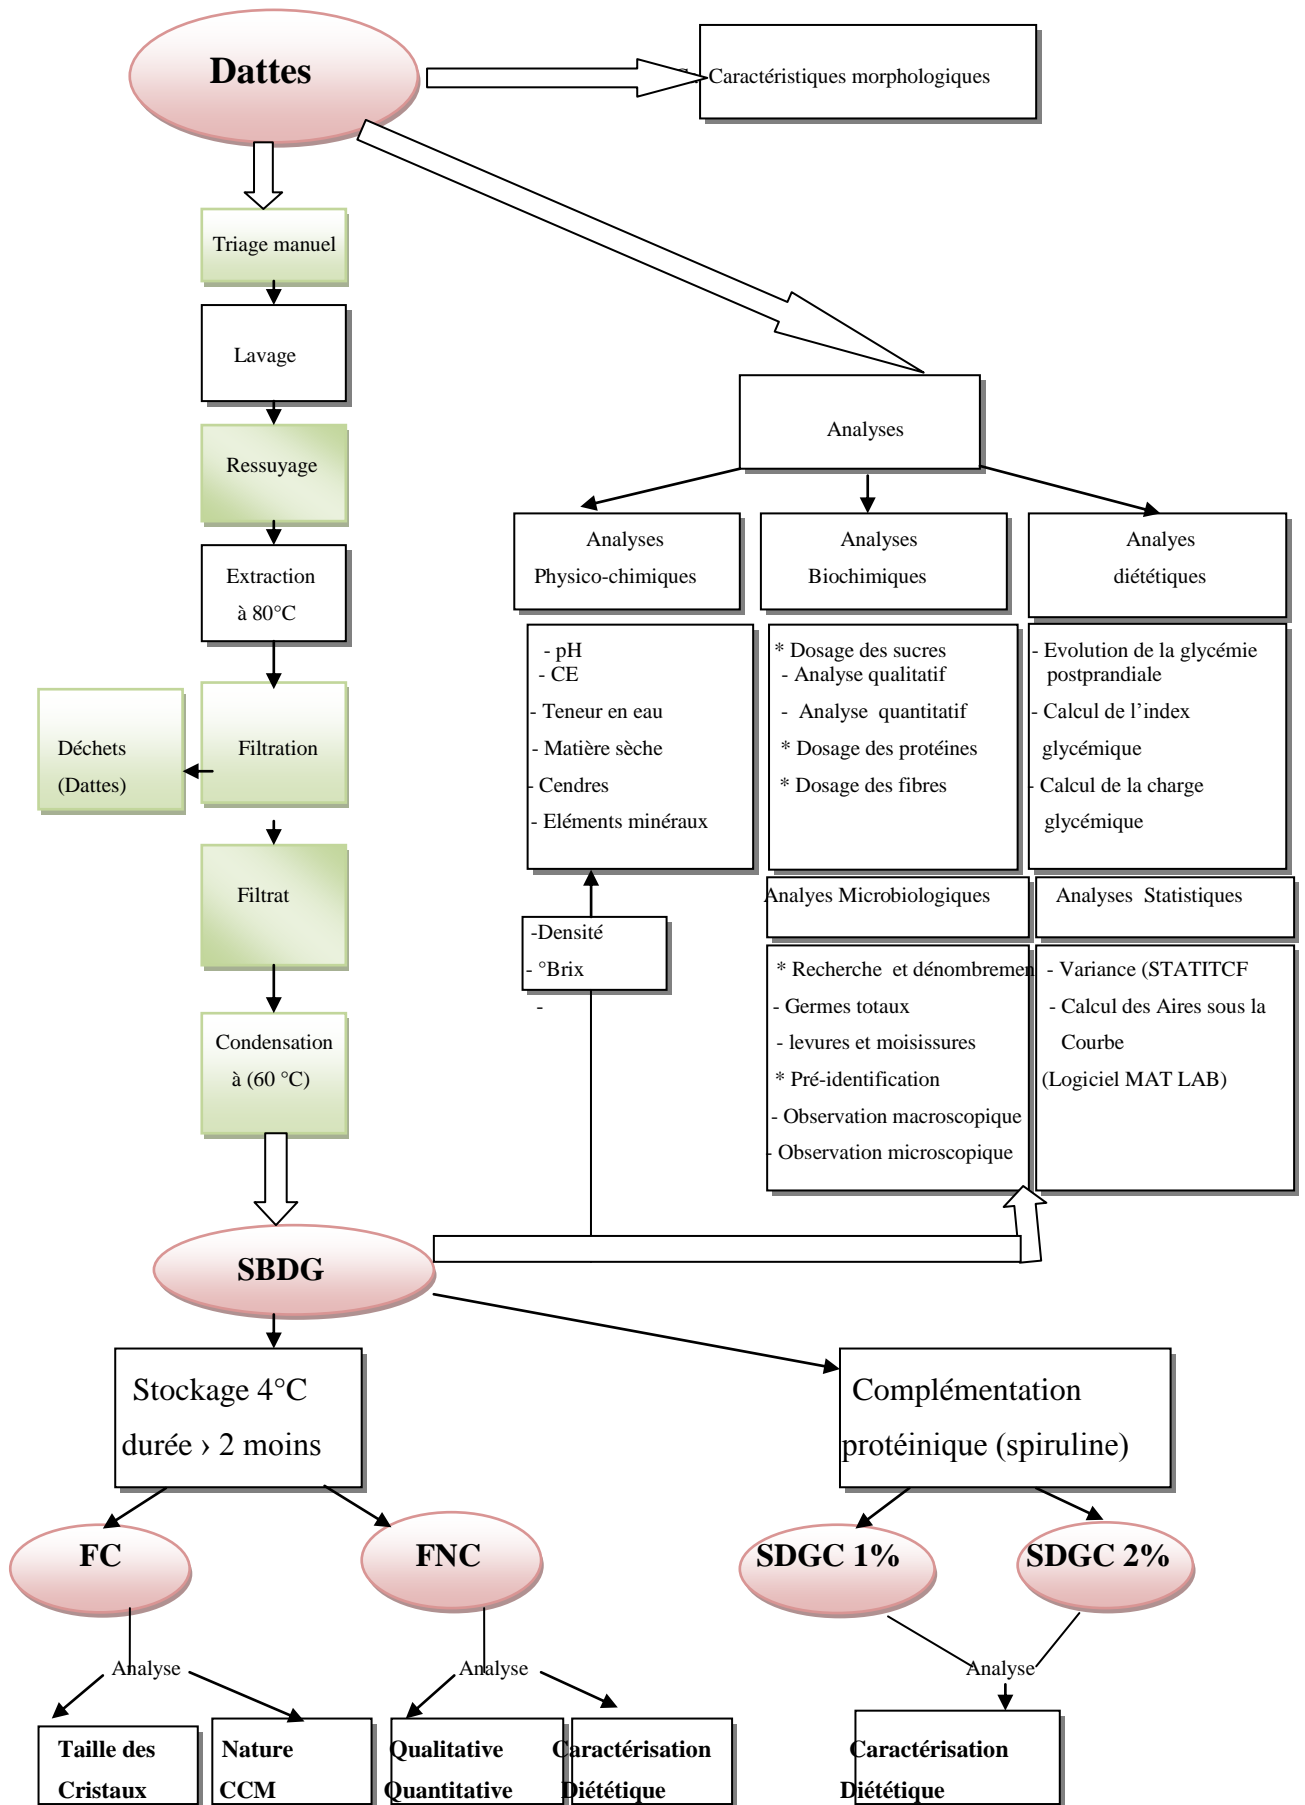 Dattes
Caractéristiques morphologiques
Triage manuel
Lavage
Ressuyage
Extraction
à 80°C
Filtration
Déchets
(Dattes)
Filtrat
Condensation
à (60 °C)
Analyses
Analyses
Physico-chimiques
- pH
- CE
- Teneur en eau
- Matière sèche
- Cendres
- Eléments minéraux
-Densité
- °Brix
-
Analyses
Biochimiques
* Dosage des sucres
- Analyse qualitatif
- Analyse quantitatif
* Dosage des protéines
* Dosage des fibres
Analyes
diététiques
- Evolution de la glycémie
postprandiale
- Calcul de l’index
glycémique
- Calcul de la charge
glycémique
Analyes Microbiologiques
* Recherche et dénombremen
- Germes totaux
- levures et moisissures
* Pré-identification
- Observation macroscopique
- Observation microscopique
Analyses Statistiques
- Variance (STATITCF
- Calcul des Aires sous la
Courbe
(Logiciel MAT LAB)
SBDG
Stockage 4°C
durée › 2 moins
Complémentation
protéinique (spiruline)
FC
FNC
SDGC 1%
SDGC 2%
Analyse
Analyse
Analyse
Taille des
Cristaux
Nature
CCM
Qualitative
Quantitative
Caractérisation
Diététique
Caractérisation
Diététique